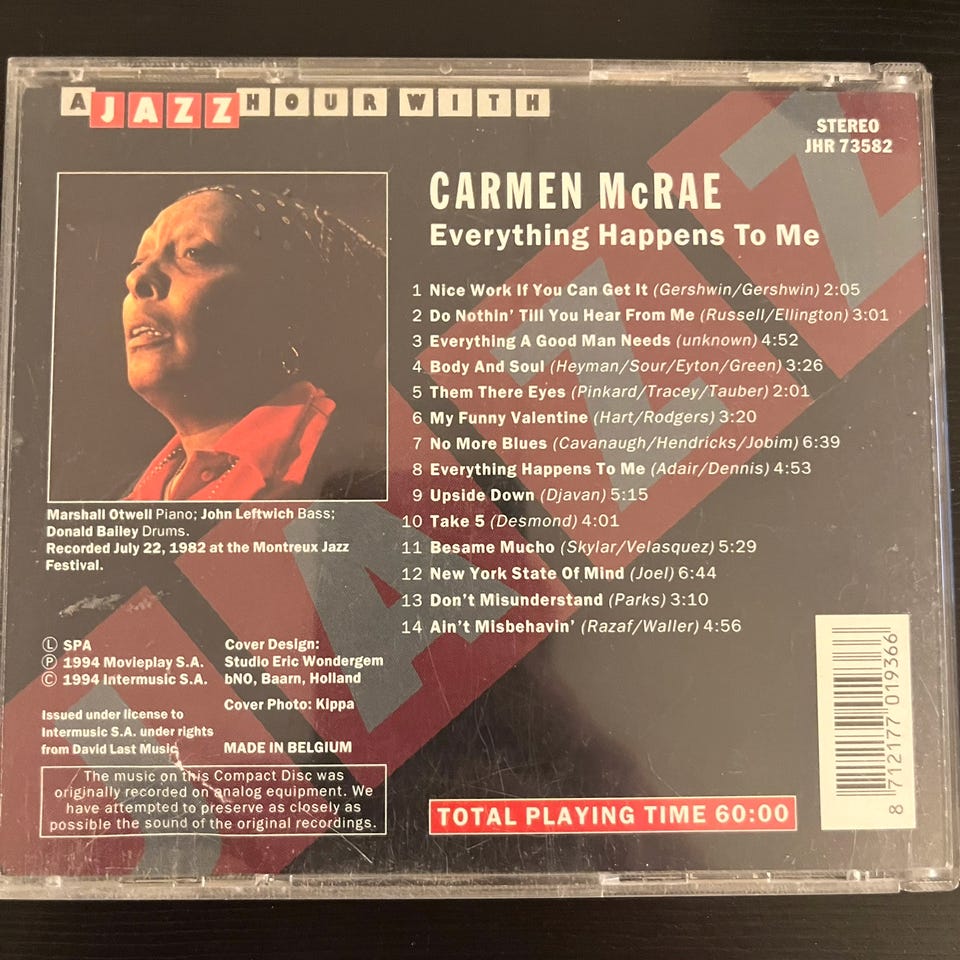 A JAZZ HOUR WITH
STEREO
JHR 73582
CARMEN McRAE
Everything Happens To Me
1 Nice Work If You Can Get It (Gershwin/Gershwin) 2:05
2 Do Nothin' Till You Hear From Me (Russell/Ellington) 3:01
3 Everything A Good Man Needs (unknown) 4:52
4 Body And Soul (Heyman/Sour/Eyton/Green) 3:26
5 Them There Eyes (Pinkard/Tracey/Tauber) 2:01
6 My Funny Valentine (Hart/Rodgers) 3:20
7 No More Blues (Cavanaugh/Hendricks/Jobim) 6:39
8 Everything Happens To Me (Adair/Dennis) 4:53
9 Upside Down (Djavan) 5:15
10 Take 5 (Desmond) 4:01
11 Besame Mucho (Skylar/Velasquez) 5:29
12 New York State Of Mind (Joel) 6:44
13 Don't Misunderstand (Parks) 3:10
14 Ain't Misbehavin' (Razaf/Waller) 4:56
Marshall Otwell Piano; John Leftwich Bass;
Donald Bailey Drums.
Recorded July 22, 1982 at the Montreux Jazz
Festival.
Ⓛ SPA
Ⓟ 1994 Movieplay S.A.
© 1994 Intermusic S.A.
Issued under license to
Intermusic S.A. under rights
from David Last Music
Cover Design:
Studio Eric Wondergem
bNO, Baarn, Holland
Cover Photo: Kippa
MADE IN BELGIUM
The music on this Compact Disc was
originally recorded on analog equipment. We
have attempted to preserve as closely as
possible the sound of the original recordings.
TOTAL PLAYING TIME 60:00
8 712177 019366
JAZZ